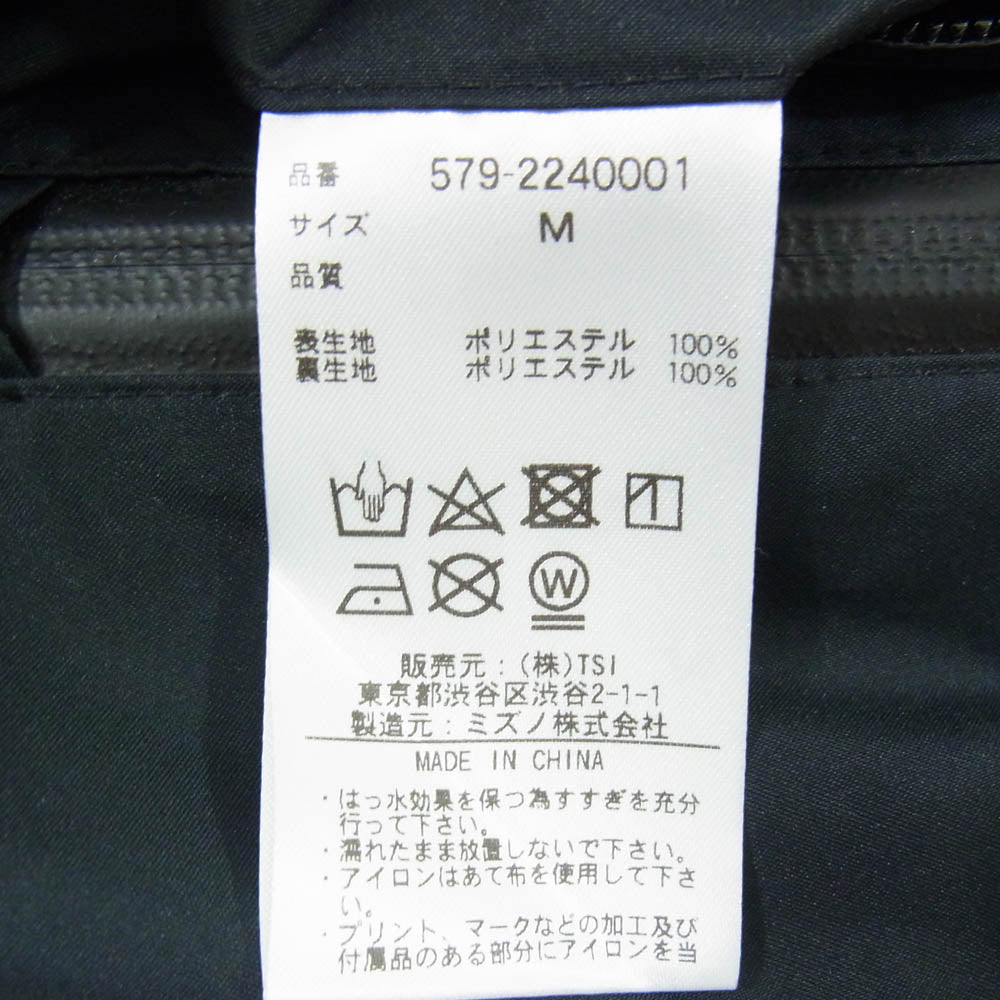 品番 579-2240001
サイズ M
品質
表生地 ポリエステル 100%
裏生地 ポリエステル 100%
W
販売元:(株)TSI
東京都渋谷区渋谷2-1-1
製造元:ミズノ株式会社
MADE IN CHINA
・はっ水効果を保つ為すすぎを充分
行って下さい。
・濡れたまま放置しないで下さい。
・アイロンはあて布を使用して下さ
い。
・プリント、マークなどの加工及び
付属品のある部分にアイロンを当